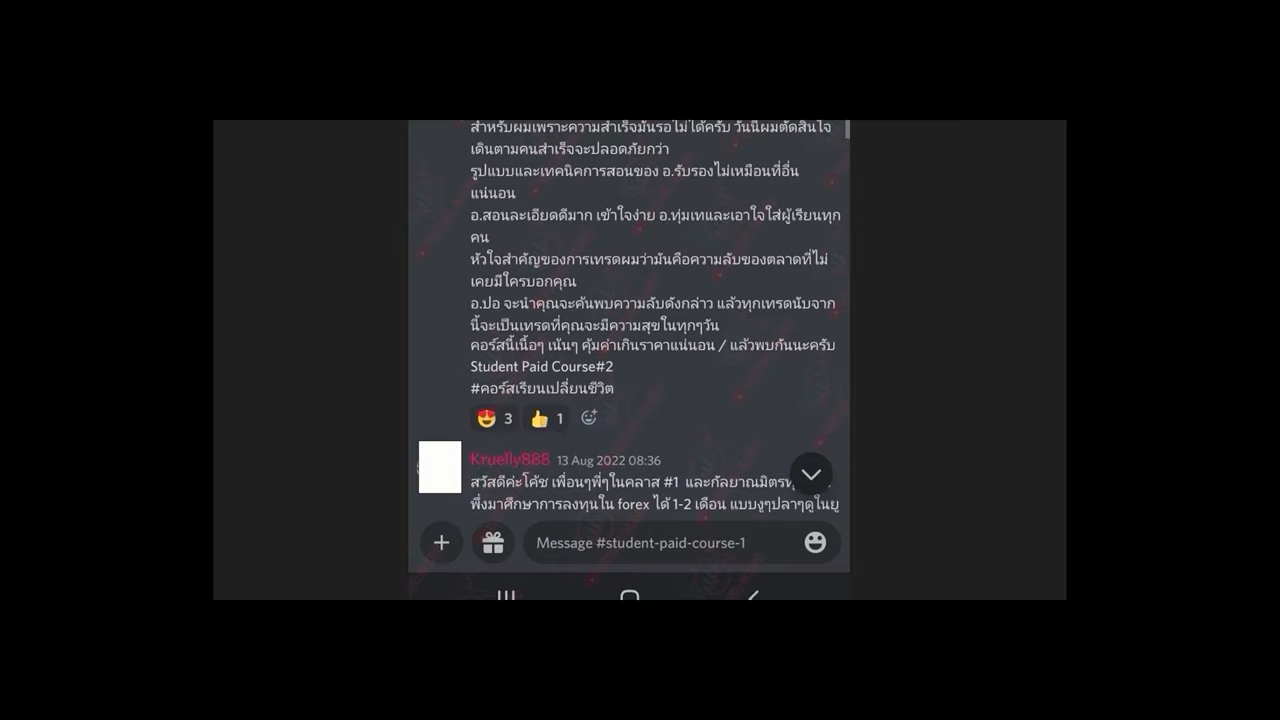 สำหรับผมเพราะความสำเร็จมันรอไม่ได้ครับ วันนี้ผมตัดสินใจ
เดินตามคนสำเร็จจะปลอดภัยกว่า
รูปแบบและเทคนิคการสอนของ อ.รับรองไม่เหมือนที่อื่น
แน่นอน
อ.สอนละเอียดดีมาก เข้าใจง่าย อ.ทุ่มเทและเอาใจใส่ผู้เรียนทุก
คน
หัวใจสำคัญของการเทรดผมว่ามันคือความลับของตลาดที่ไม่
เคยมีใครบอกคุณ
อ.ปอ จะนำคุณจะค้นพบความลับดังกล่าว แล้วทุกเทรดนับจาก
นี้จะเป็นเทรดที่คุณจะมีความสุขในทุกๆวัน
คอร์สนี้เนื้อๆ เน้นๆ คุ้มค่าเกินราคาแน่นอน / แล้วพบกันนะครับ
Student Paid Course#2
#คอร์สเรียนเปลี่ยนชีวิต
3 1
Kruelly888 13 Aug 2022 08:36
สวัสดีค่ะโค้ช เพื่อนๆพี่ๆในคลาส #1 และกัลยาณมิตร
พึ่งมาศึกษาการลงทุนใน forex ได้ 1-2 เดือน แบบงูๆปลาๆดูในยู
Message #student-paid-course-1